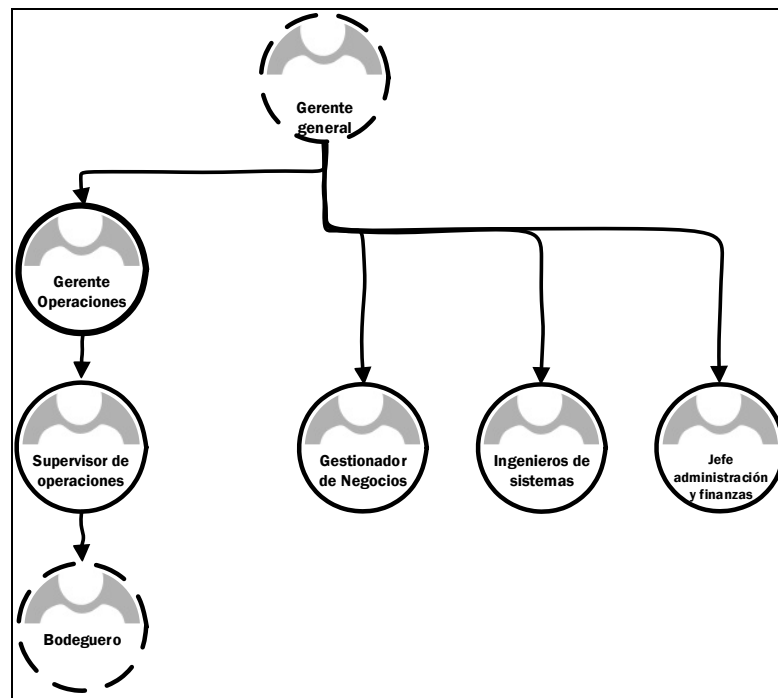 Gerente
general
Gerente
Operaciones
Supervisor de
operaciones
Gestionador
de Negocios
Ingenieros de
sistemas
Jefe
administración
y finanzas
Bodeguero